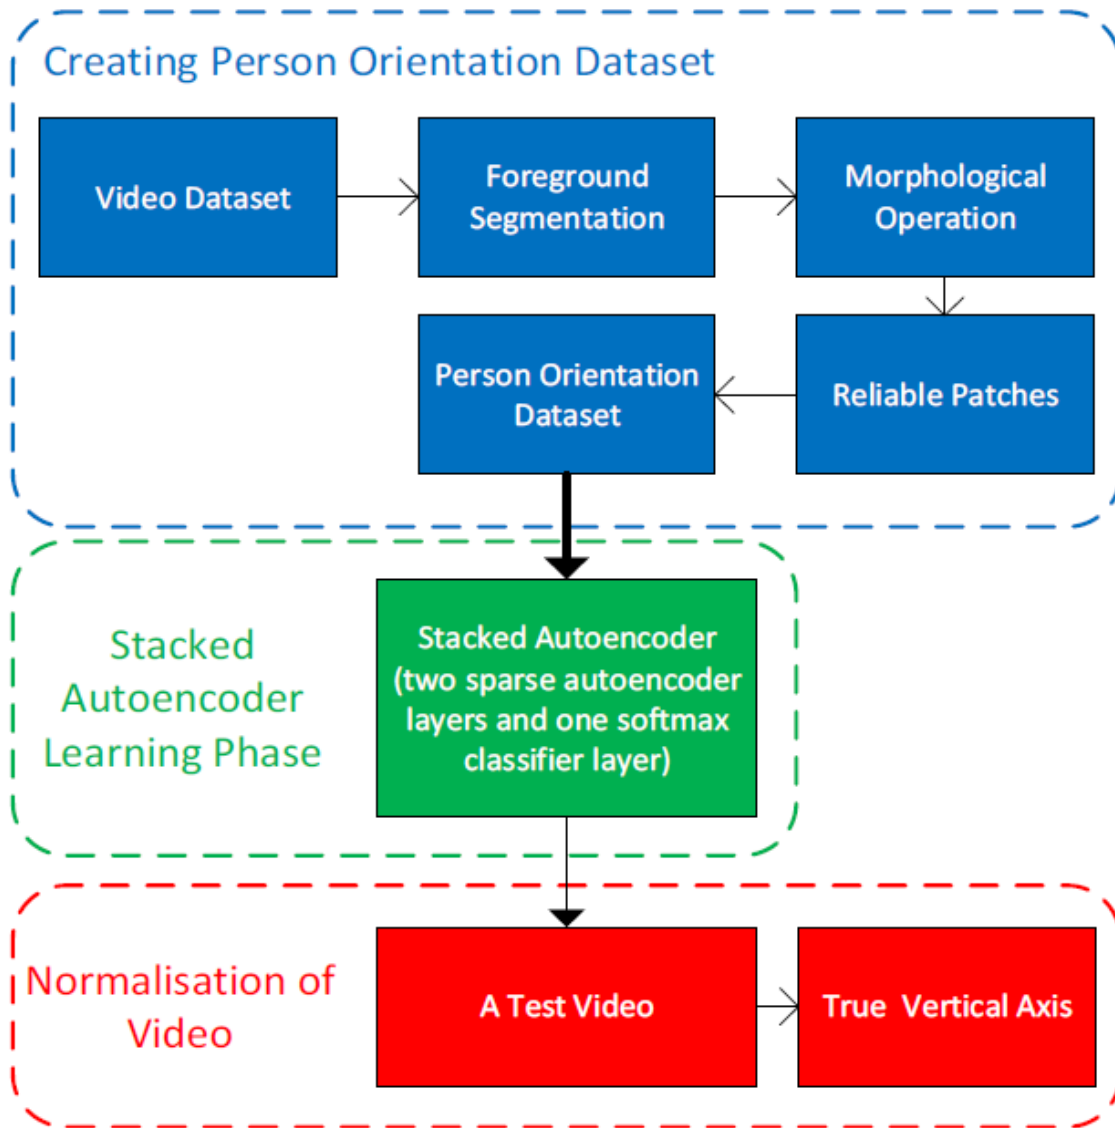 Creating Person Orientation Dataset
Video Dataset
Foreground
Segmentation
Morphological
Operation
Person Orientation
Dataset
Reliable Patches
Stacked
Autoencoder
Learning Phase
Stacked Autoencoder
(two sparse autoencoder
layers and one softmax
classifier layer)
Normalisation of
Video
A Test Video
True  Vertical Axis